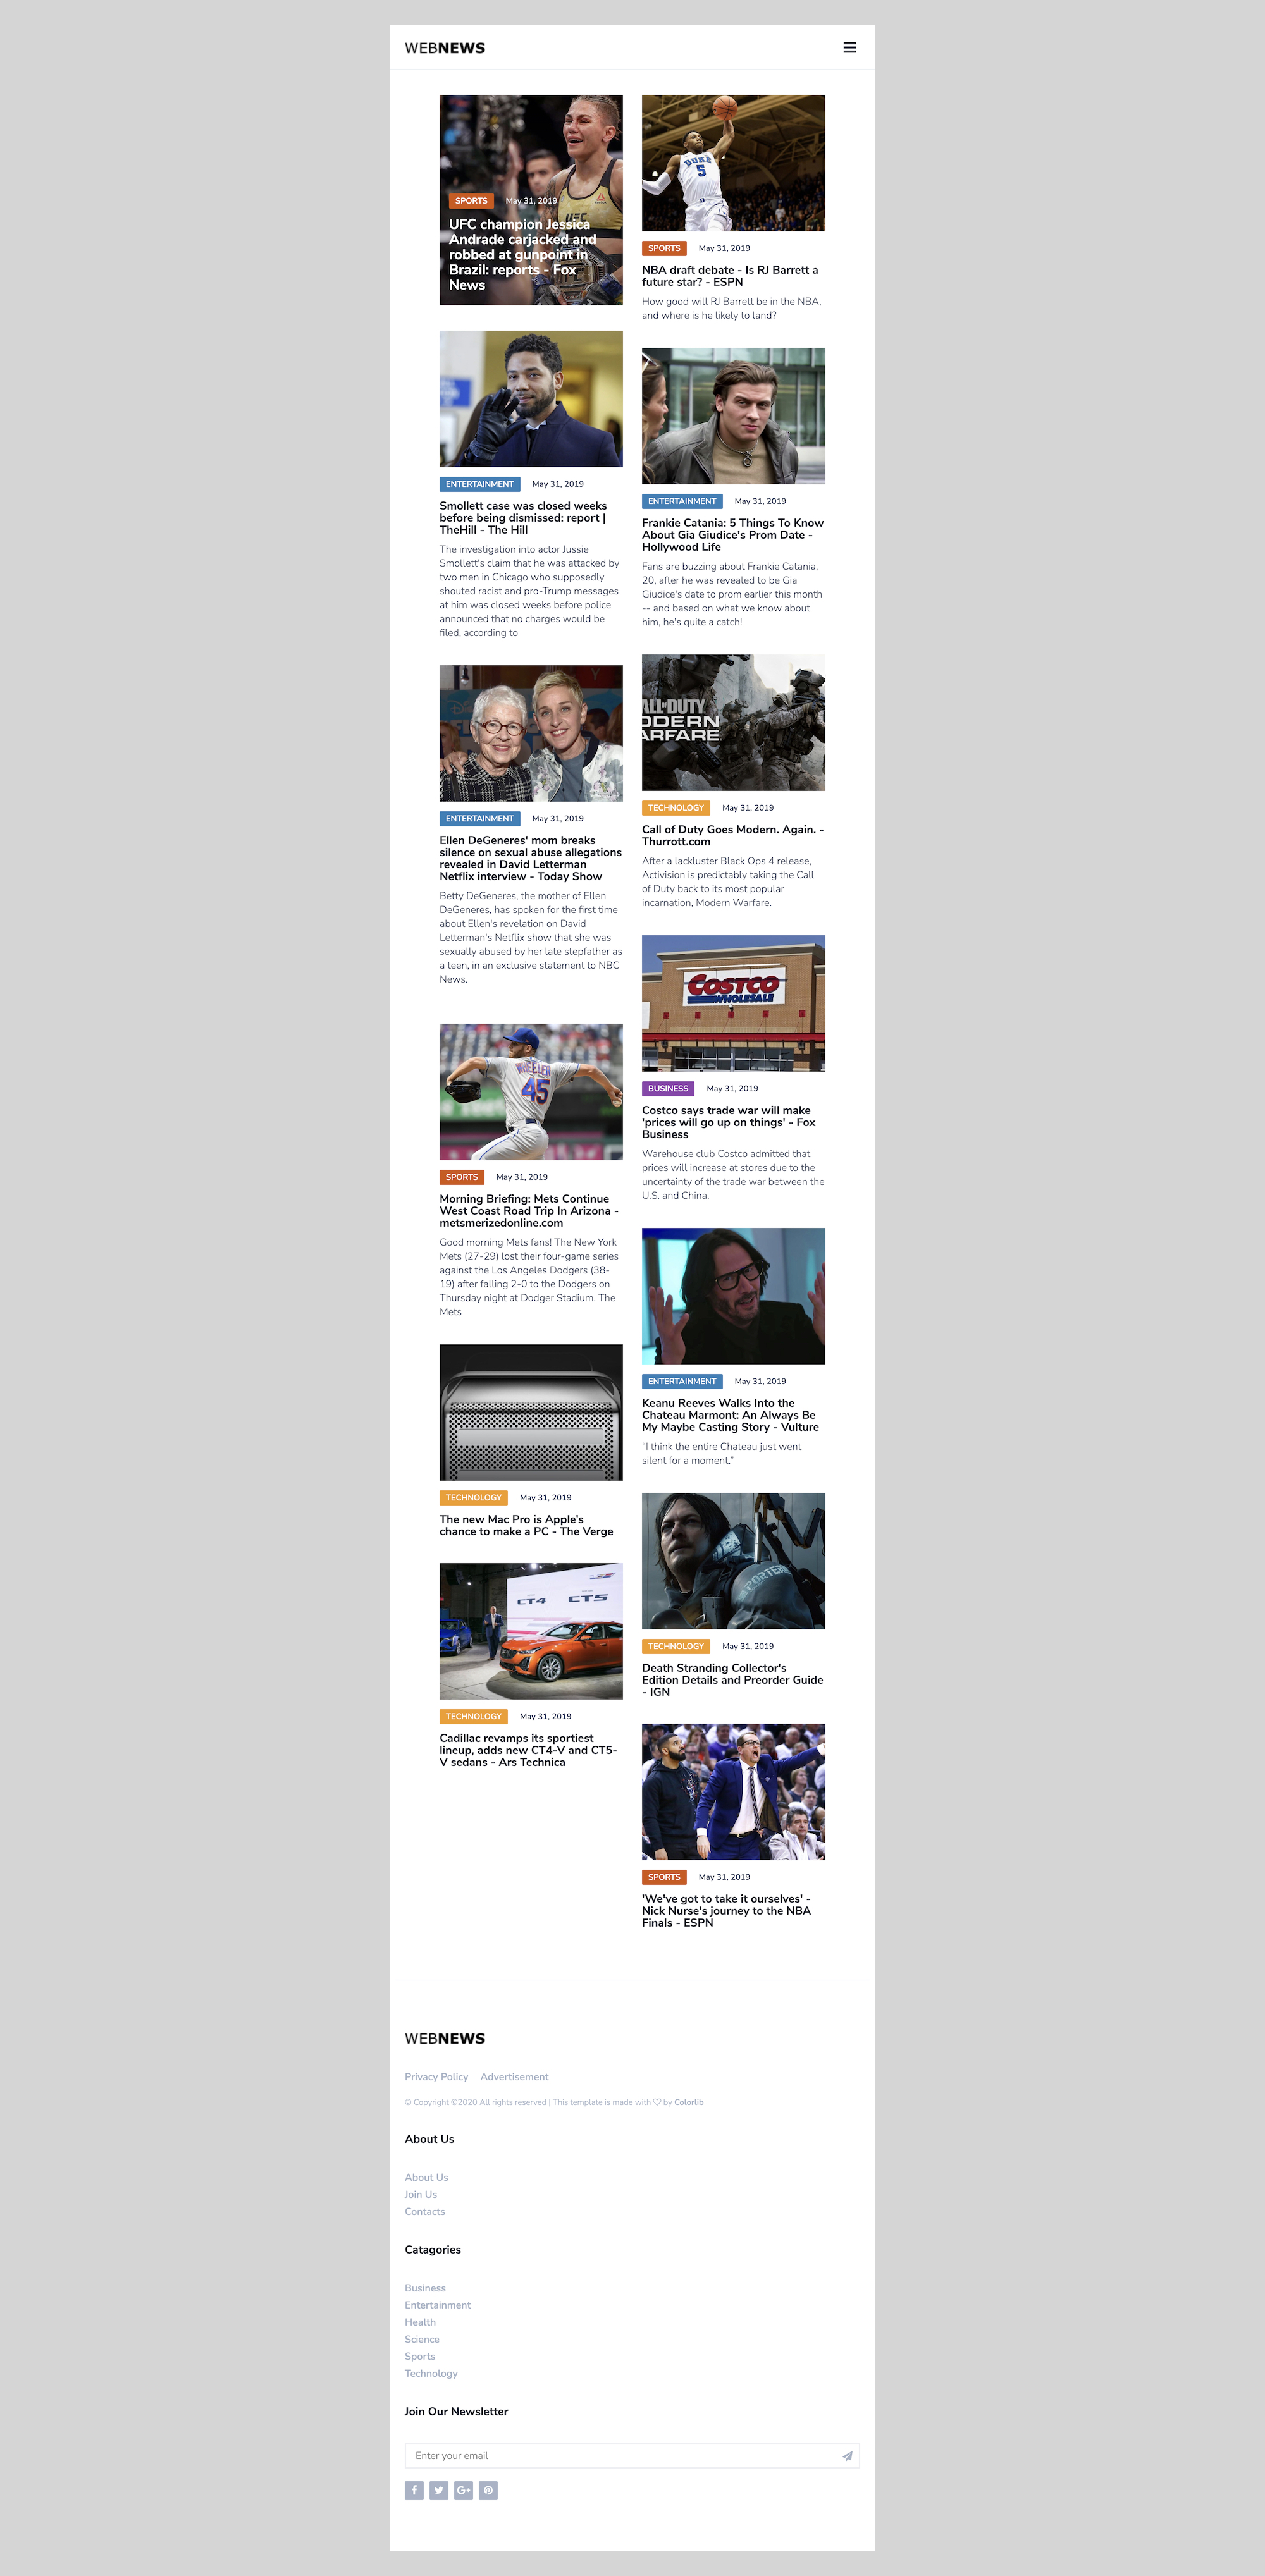 WEBNEWS
SPORTS May 31, 2019
UFC champion Jessica
Andrade carjacked and
robbed at gunpoint in
Brazil: reports - Fox
News
UFC
ENTERTAINMENT May 31, 2019
Smollett case was closed weeks
before being dismissed: report |
TheHill - The Hill
The investigation into actor Jussie
Smollett's claim that he was attacked by
two men in Chicago who supposedly
shouted racist and pro-Trump messages
at him was closed weeks before police
announced that no charges would be
filed, according to
ENTERTAINMENT May 31, 2019
Ellen DeGeneres' mom breaks
silence on sexual abuse allegations
revealed in David Letterman
Netflix interview - Today Show
Betty DeGeneres, the mother of Ellen
DeGeneres, has spoken for the first time
about Ellen's revelation on David
Letterman's Netflix show that she was
sexually abused by her late stepfather as
a teen, in an exclusive statement to NBC
News.
WHEELER
45
SPORTS May 31, 2019
Morning Briefing: Mets Continue
West Coast Road Trip In Arizona -
metsmerizedonline.com
Good morning Mets fans! The New York
Mets (27-29) lost their four-game series
against the Los Angeles Dodgers (38-
19) after falling 2-0 to the Dodgers on
Thursday night at Dodger Stadium. The
Mets
TECHNOLOGY May 31, 2019
The new Mac Pro is Apple's
chance to make a PC - The Verge
CT4 CT5
TECHNOLOGY May 31, 2019
Cadillac revamps its sportiest
lineup, adds new CT4-V and CT5-
V sedans - Ars Technica
DUKE
5
SPORTS May 31, 2019
NBA draft debate - Is RJ Barrett a
future star? - ESPN
How good will RJ Barrett be in the NBA,
and where is he likely to land?
ENTERTAINMENT May 31, 2019
Frankie Catania: 5 Things To Know
About Gia Giudice's Prom Date -
Hollywood Life
Fans are buzzing about Frankie Catania,
20, after he was revealed to be Gia
Giudice's date to prom earlier this month
-- and based on what we know about
him, he's quite a catch!
ALL•DUTY
ODERN
ARFARE
TECHNOLOGY May 31, 2019
Call of Duty Goes Modern. Again. -
Thurrott.com
After a lackluster Black Ops 4 release,
Activision is predictably taking the Call
of Duty back to its most popular
incarnation, Modern Warfare.
COSTCO
WHOLESALE
BUSINESS May 31, 2019
Costco says trade war will make
'prices will go up on things' - Fox
Business
Warehouse club Costco admitted that
prices will increase at stores due to the
uncertainty of the trade war between the
U.S. and China.
ENTERTAINMENT May 31, 2019
Keanu Reeves Walks Into the
Chateau Marmont: An Always Be
My Maybe Casting Story - Vulture
“I think the entire Chateau just went
silent for a moment.”
PORTER
TECHNOLOGY May 31, 2019
Death Stranding Collector's
Edition Details and Preorder Guide
- IGN
SPORTS May 31, 2019
'We've got to take it ourselves' -
Nick Nurse's journey to the NBA
Finals - ESPN
WEBNEWS
Privacy Policy Advertisement
© Copyright ©2020 All rights reserved | This template is made with ♡ by Colorlib
About Us
About Us
Join Us
Contacts
Catagories
Business
Entertainment
Health
Science
Sports
Technology
Join Our Newsletter
Enter your email